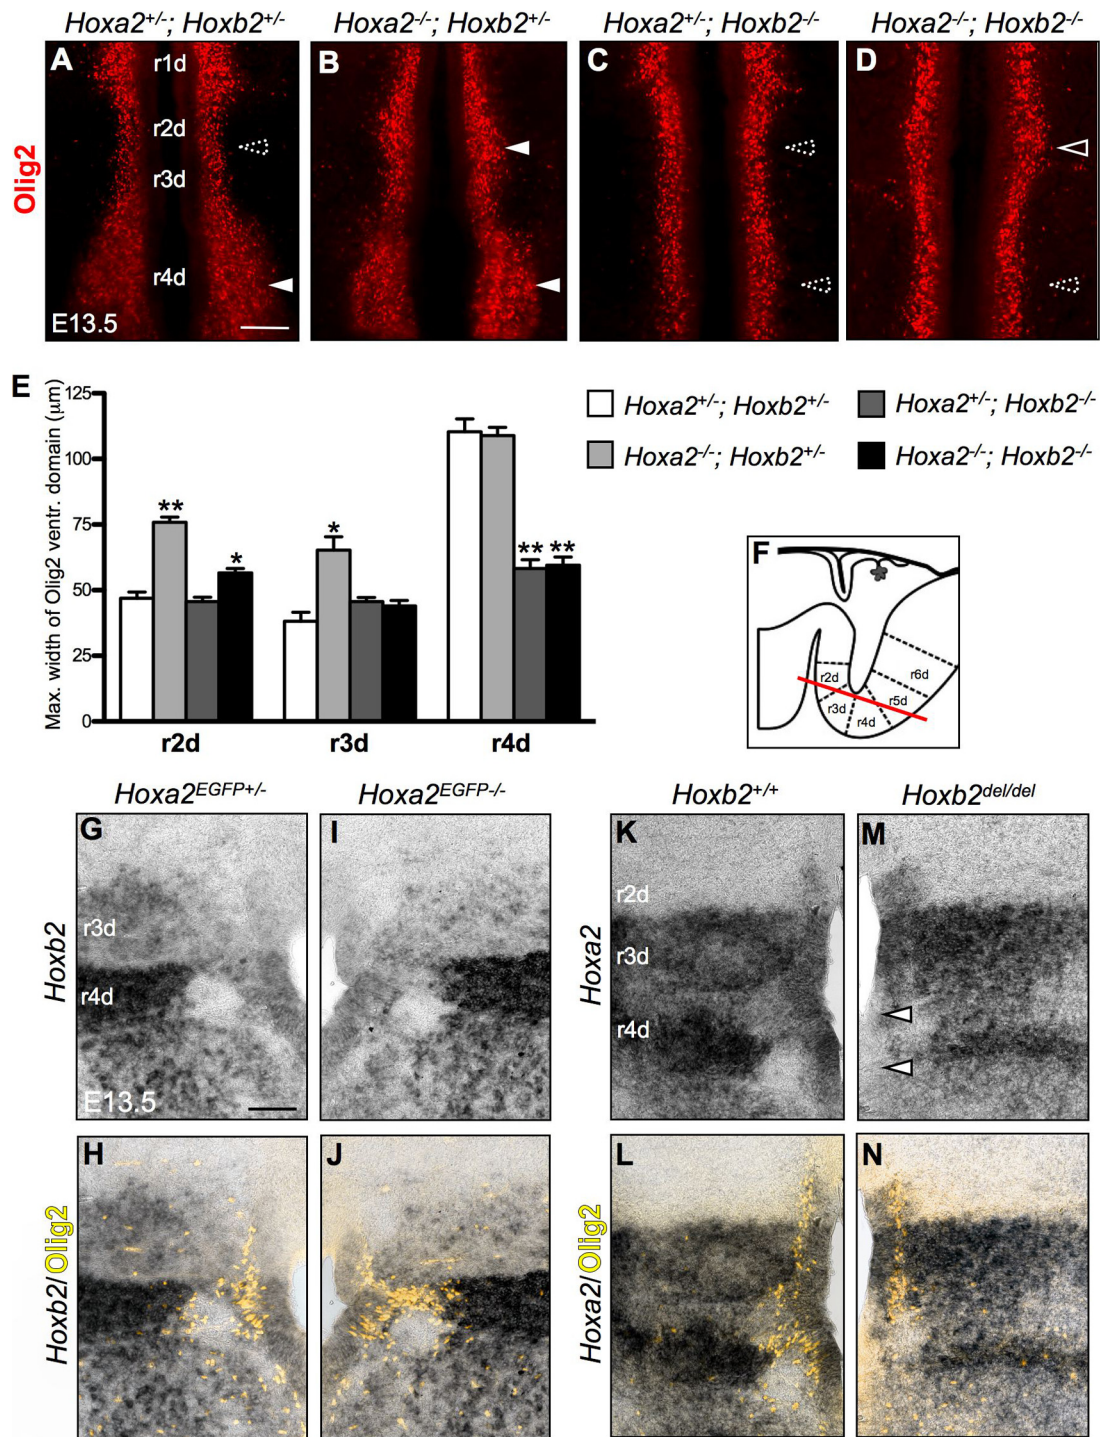 Hoxa2+/-; Hoxb2+/- Hoxa2-/-; Hoxb2+/- Hoxa2+/-; Hoxb2-/- Hoxa2-/-; Hoxb2-/-
A B C D
r1d
r2d
r3d
r4d
Olig2
E13.5
E
Max. width of Olig2 ventr. domain (μm)
125
100
75
50
25
0
** * * ** **
r2d r3d r4d
Hoxa2+/-; Hoxb2+/- Hoxa2+/-; Hoxb2-/-
Hoxa2-/-; Hoxb2+/- Hoxa2-/-; Hoxb2-/-
F
r2d
r3d
r4d
r5d
r6d
Hoxa2EGFP+/- Hoxa2EGFP-/- Hoxb2+/+ Hoxb2del/del
G I K M
Hoxb2
r3d
r4d
E13.5
Hoxa2
r2d
r3d
r4d
H J L N
Hoxb2/Olig2
Hoxa2/Olig2